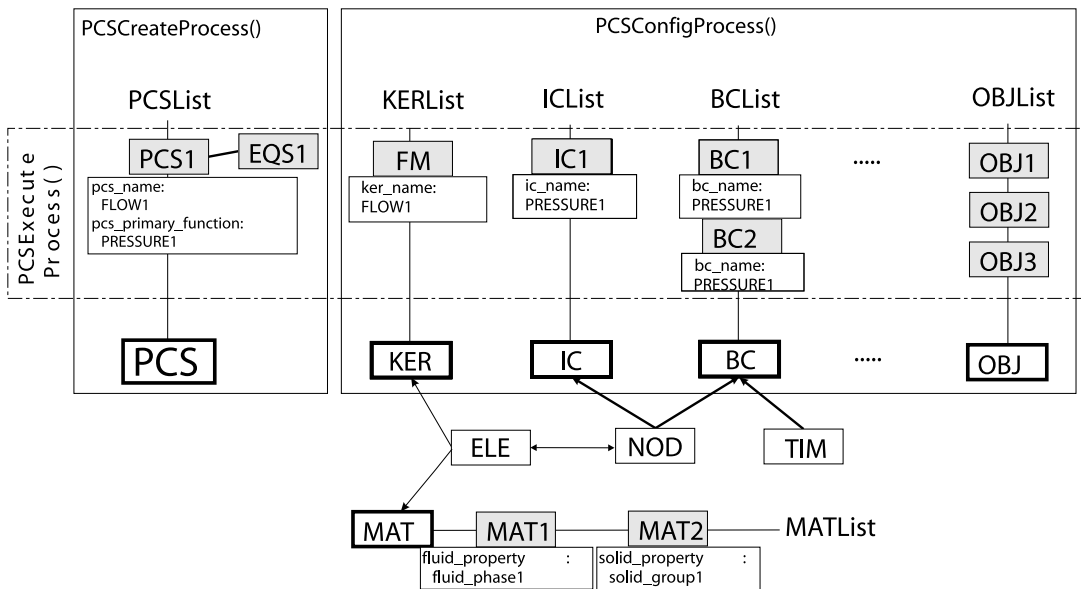 PCSCreateProcess()
PCSConfigProcess()
PCSList
KERList
ICList
BCList
OBJList
PCSExecute
Process()
PCS1
EQS1
pcs_name:
FLOW1
pcs_primary_function:
PRESSURE1
FM
ker_name:
FLOW1
IC1
ic_name:
PRESSURE1
BC1
bc_name:
PRESSURE1
BC2
bc_name:
PRESSURE1
.....
OBJ1
OBJ2
OBJ3
PCS
KER
IC
BC
.....
OBJ
ELE
NOD
TIM
MAT
MAT1
MAT2
MATList
fluid_property :
fluid_phase1
solid_property :
solid_group1